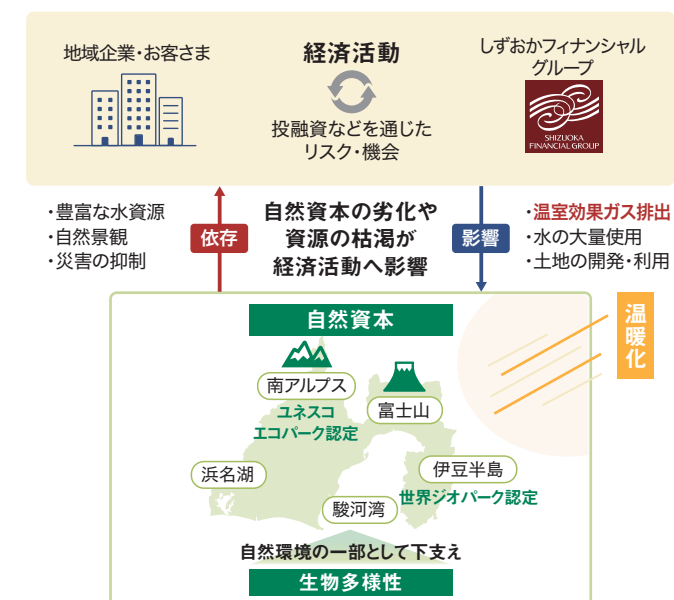 地域企業・お客さま
経済活動
投融資などを通じた
リスク・機会
しずおかフィナンシャル
グループ
SHIZUOKA
FINANCIAL GROUP
・豊富な水資源
・自然景観
・災害の抑制
依存
自然資本の劣化や
資源の枯渇が
経済活動へ影響
影響
・温室効果ガス排出
・水の大量使用
・土地の開発・利用
自然資本
温暖化
南アルプス
ユネスコ
エコパーク認定
富士山
浜名湖
伊豆半島
世界ジオパーク認定
駿河湾
自然環境の一部として下支え
生物多様性